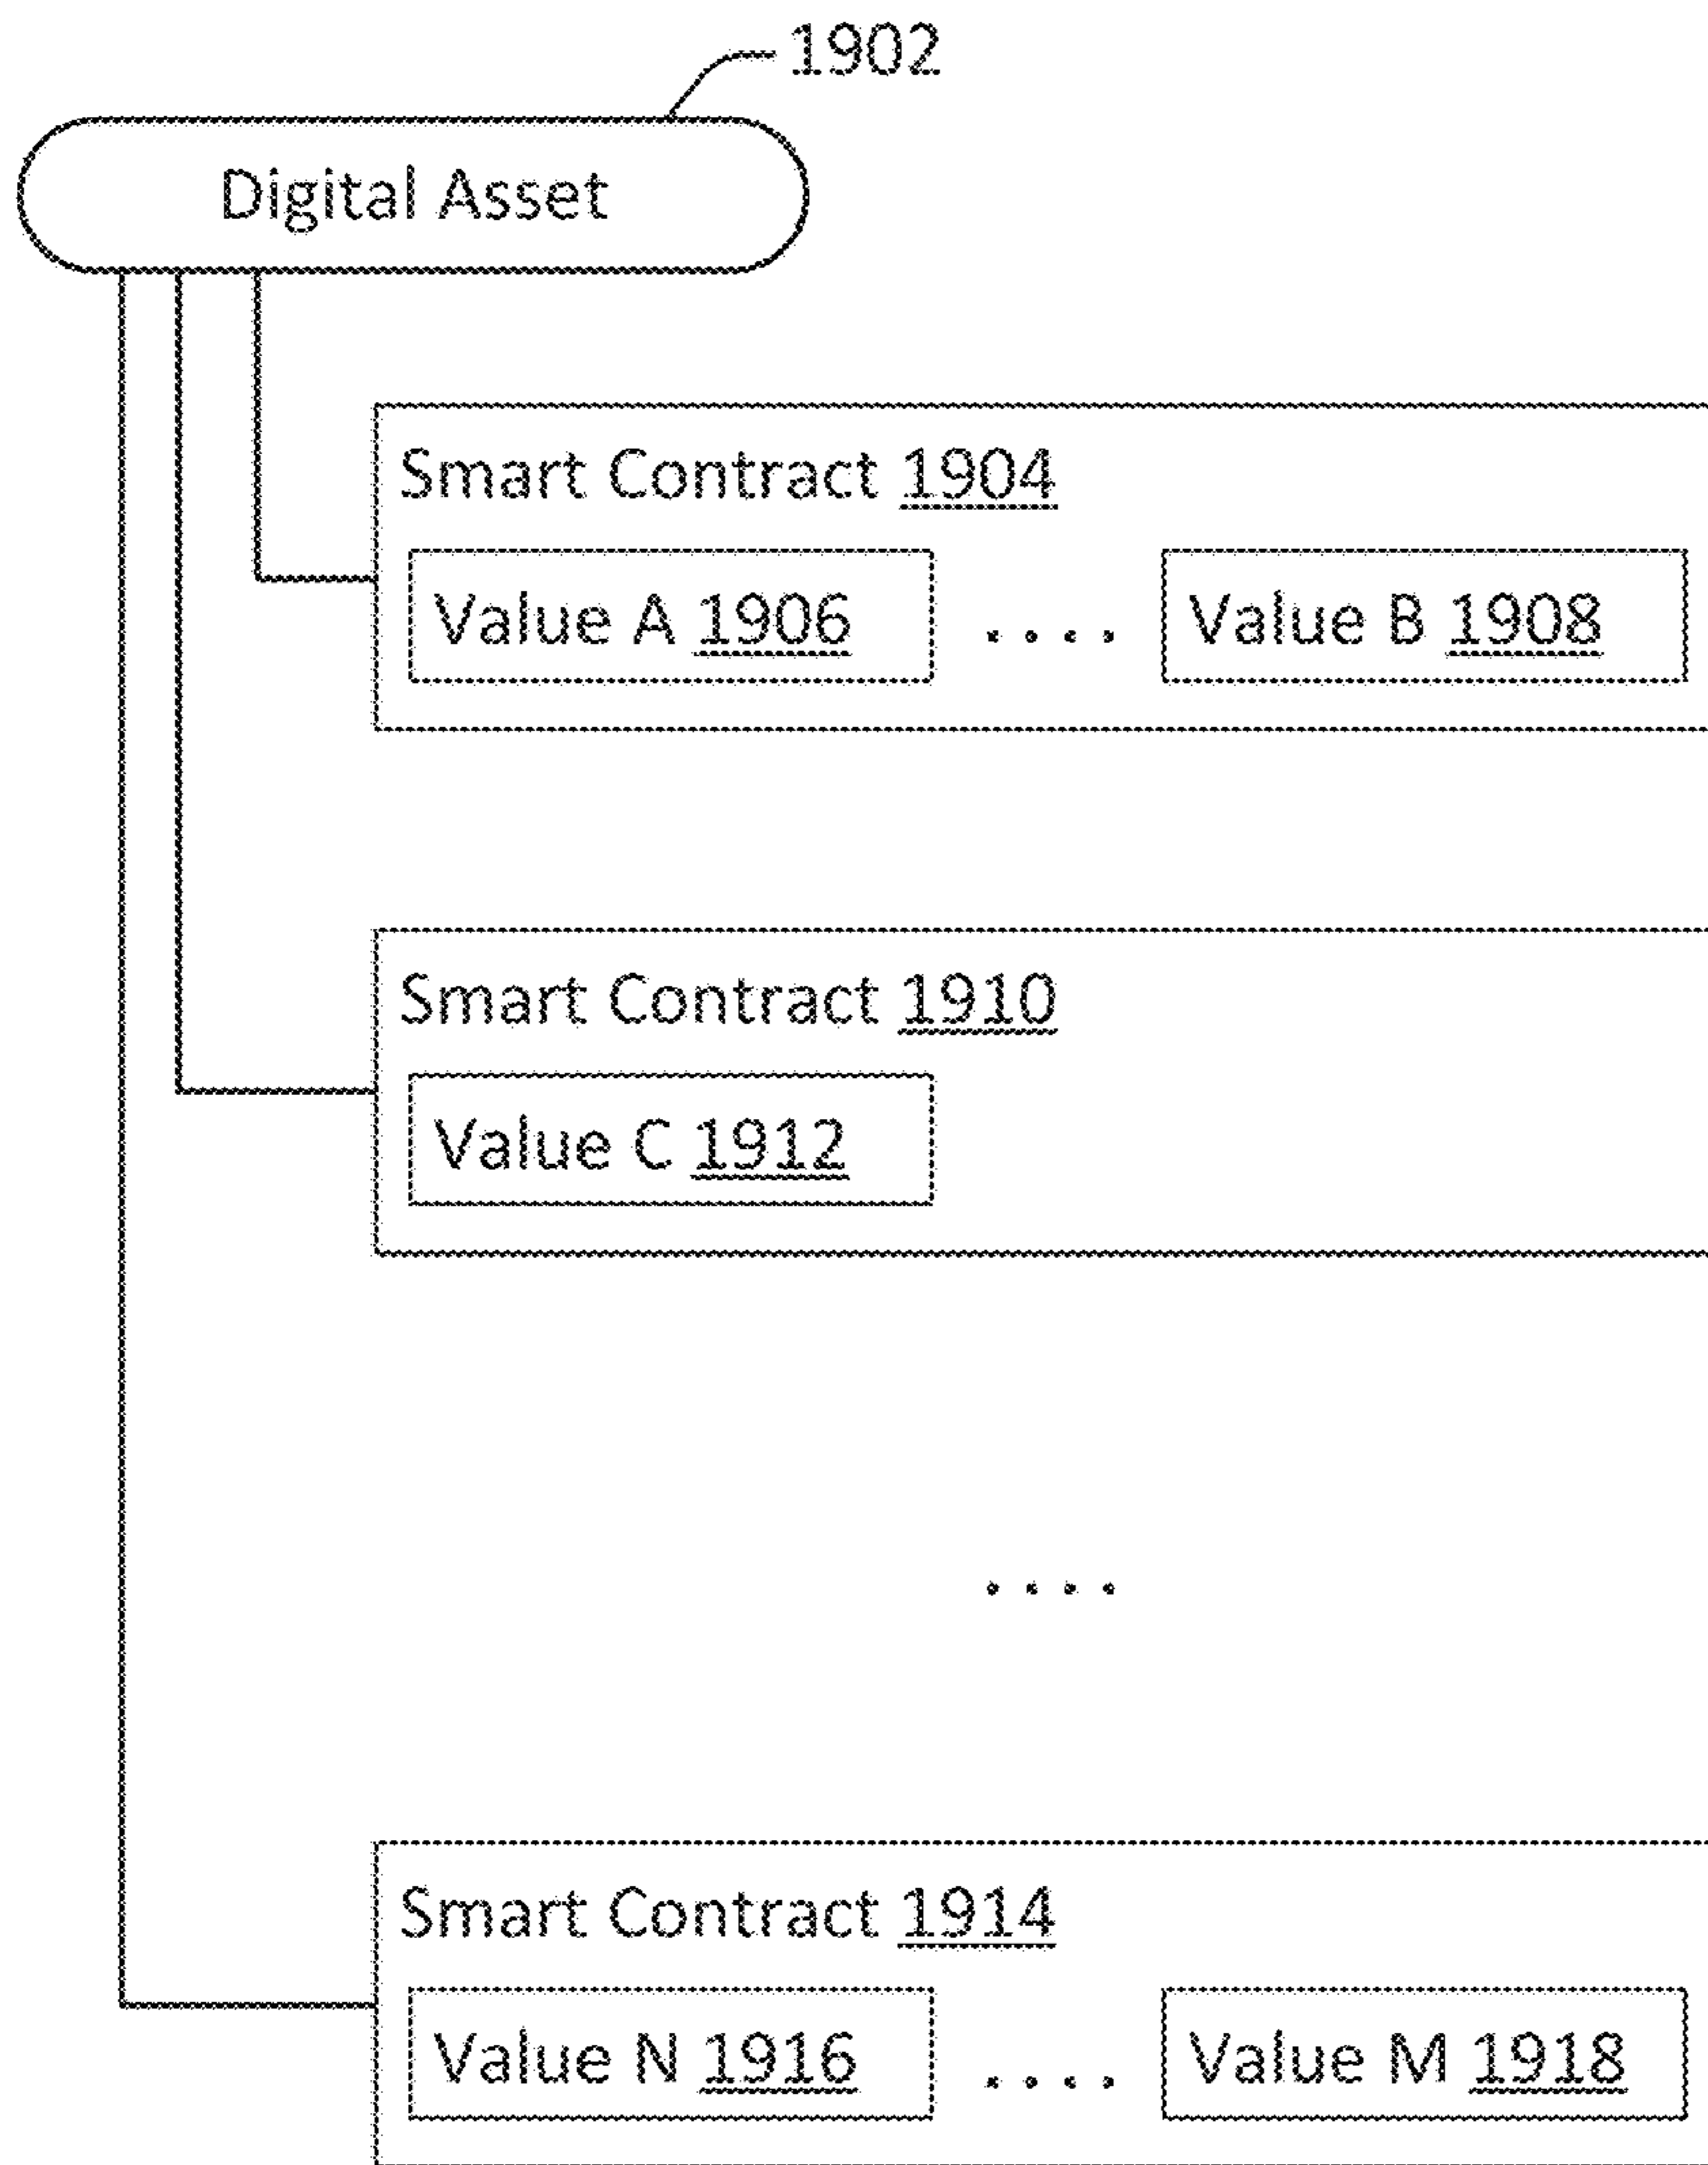 1902
Digital Asset
Smart Contract 1904
Value A 1906 .... Value B 1908
Smart Contract 1910
Value C 1912
....
Smart Contract 1914
Value N 1916 .... Value M 1918